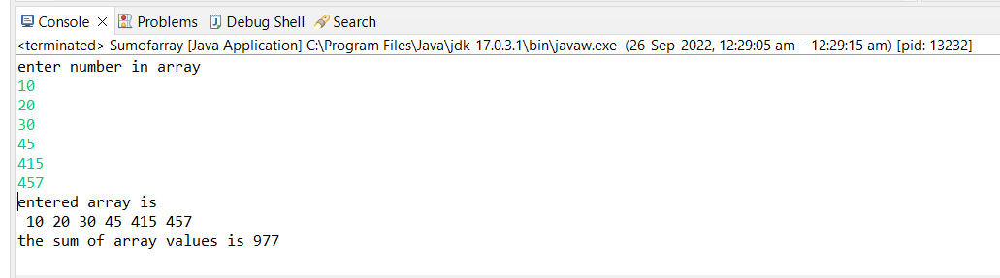 Console Problems Debug Shell Search
<terminated> Sumofarray [Java Application] C:\Program Files\Java\jdk-17.0.3.1\bin\javaw.exe (26-Sep-2022, 12:29:05 am – 12:29:15 am) [pid: 13232]
enter number in array
10
20
30
45
415
457
entered array is
10 20 30 45 415 457
the sum of array values is 977